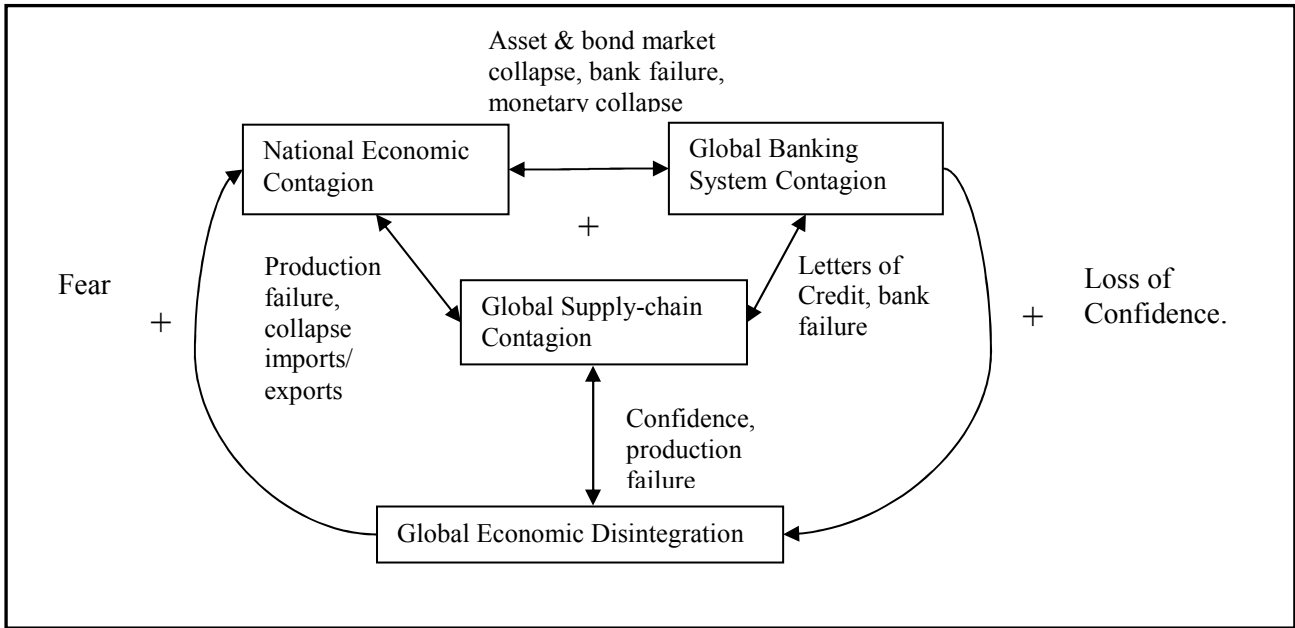 Asset & bond market
collapse, bank failure,
monetary collapse
National Economic
Contagion
Global Banking
System Contagion
+
Fear
+
Production
failure,
collapse
imports/
exports
Global Supply-chain
Contagion
Letters of
Credit, bank
failure
+
Loss of
Confidence.
Confidence,
production
failure
Global Economic Disintegration